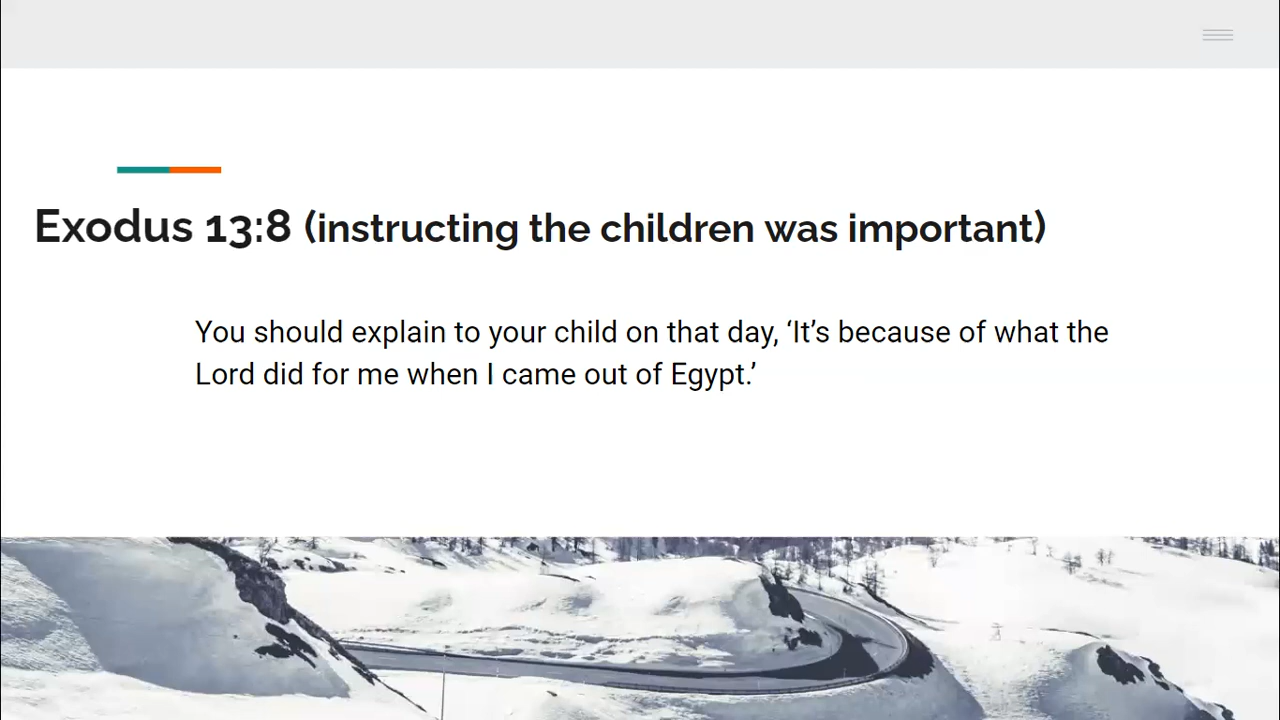 Exodus 13:8 (instructing the children was important)
You should explain to your child on that day, ‘It’s because of what the
Lord did for me when I came out of Egypt.’